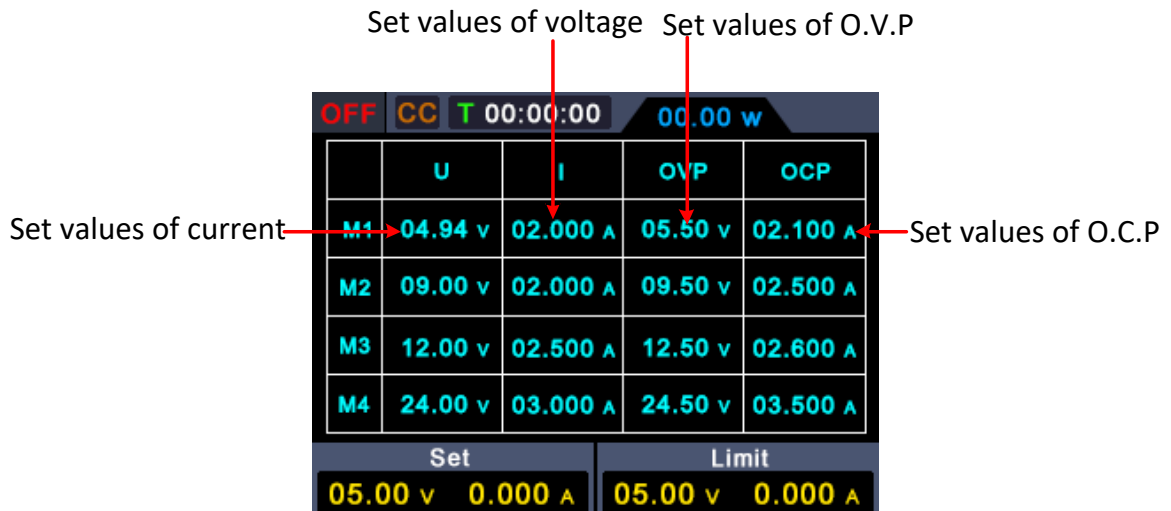 Set values of voltage Set values of O.V.P
OFF CC T 00:00:00 00.00 W
U I OVP OCP
Set values of current M1 04.94 V 02.000 A 05.50 V 02.100 A Set values of O.C.P
M2 09.00 V 02.000 A 09.50 V 02.500 A
M3 12.00 V 02.500 A 12.50 V 02.600 A
M4 24.00 V 03.000 A 24.50 V 03.500 A
Set Limit
05.00 V 0.000 A 05.00 V 0.000 A